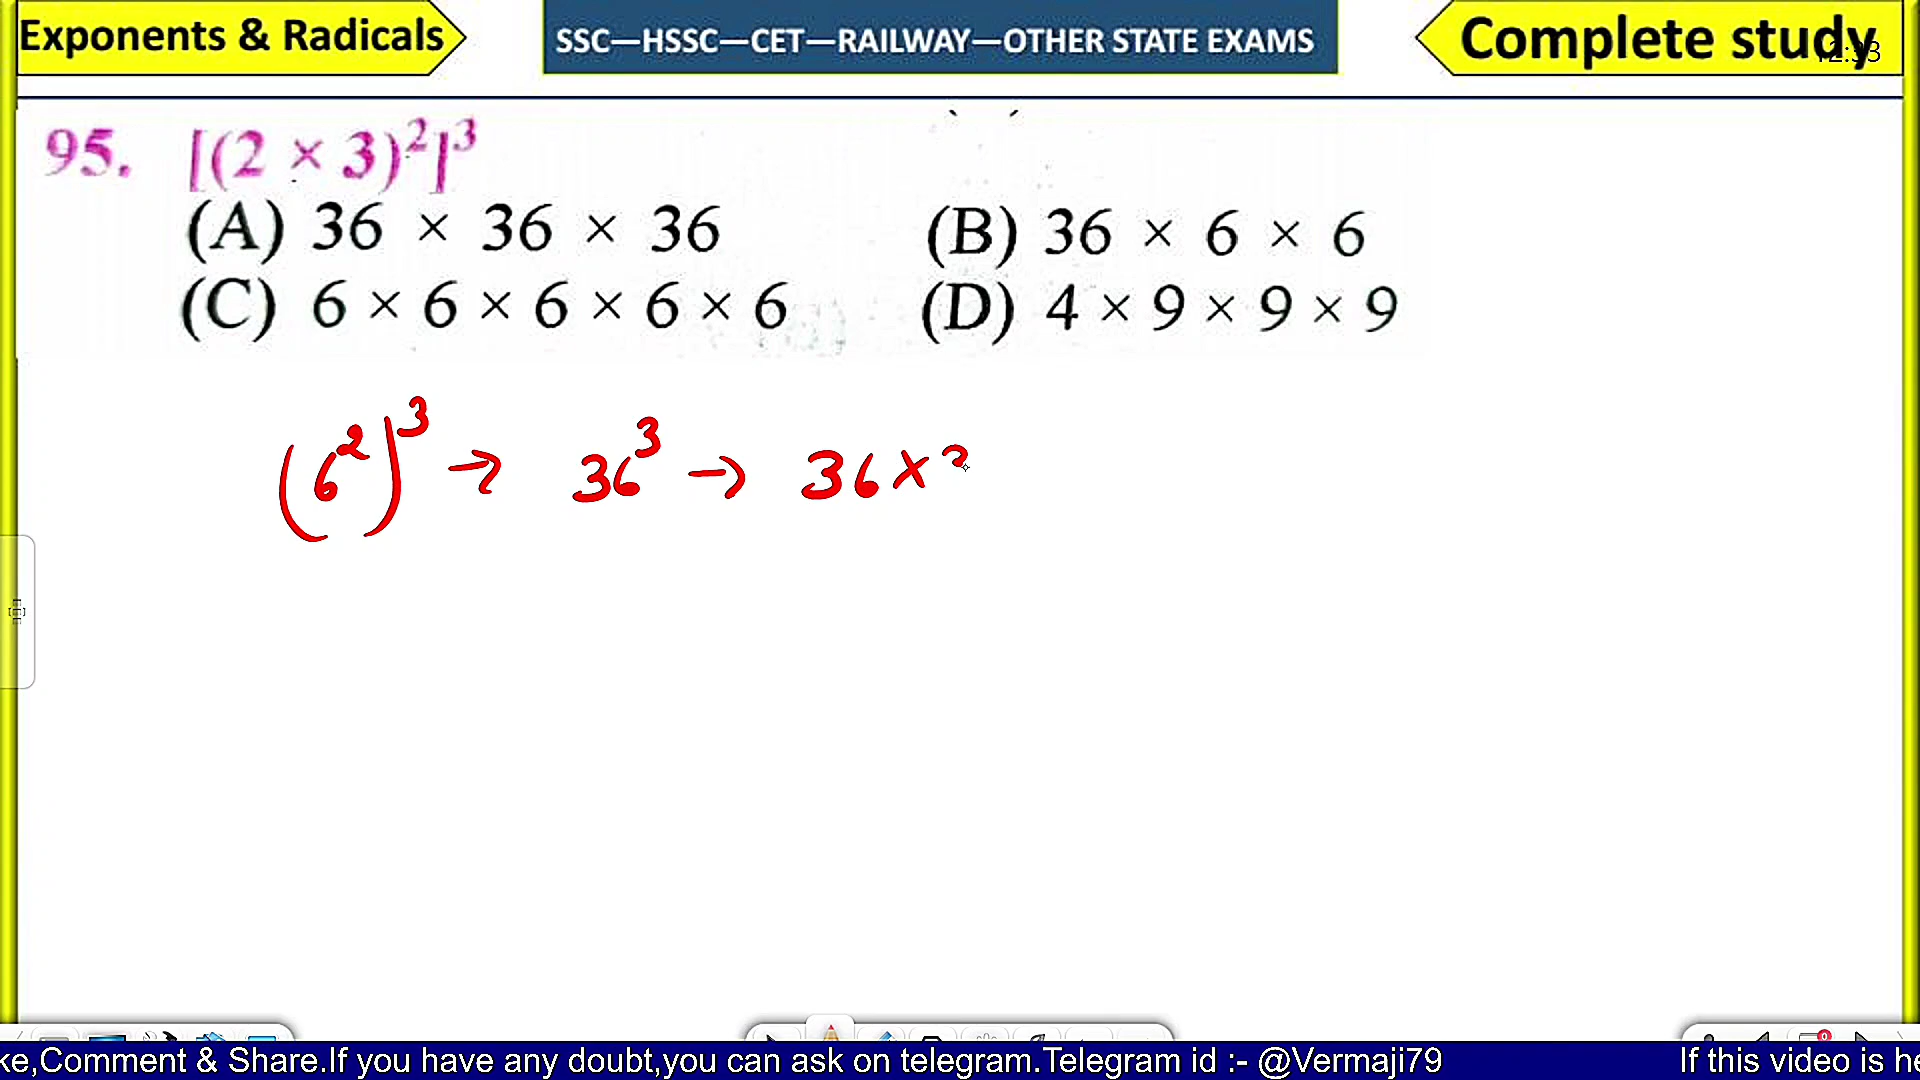 Exponents & Radicals
SSC—HSSC—CET—RAILWAY—OTHER STATE EXAMS
Complete study
95. [(2 × 3)²]³
(A) 36 × 36 × 36
(B) 36 × 6 × 6
(C) 6 × 6 × 6 × 6 × 6
(D) 4 × 9 × 9 × 9
(6²)³ → 36³ → 36 ×
ke,Comment & Share.If you have any doubt,you can ask on telegram.Telegram id :- @Vermaji79
If this video is he